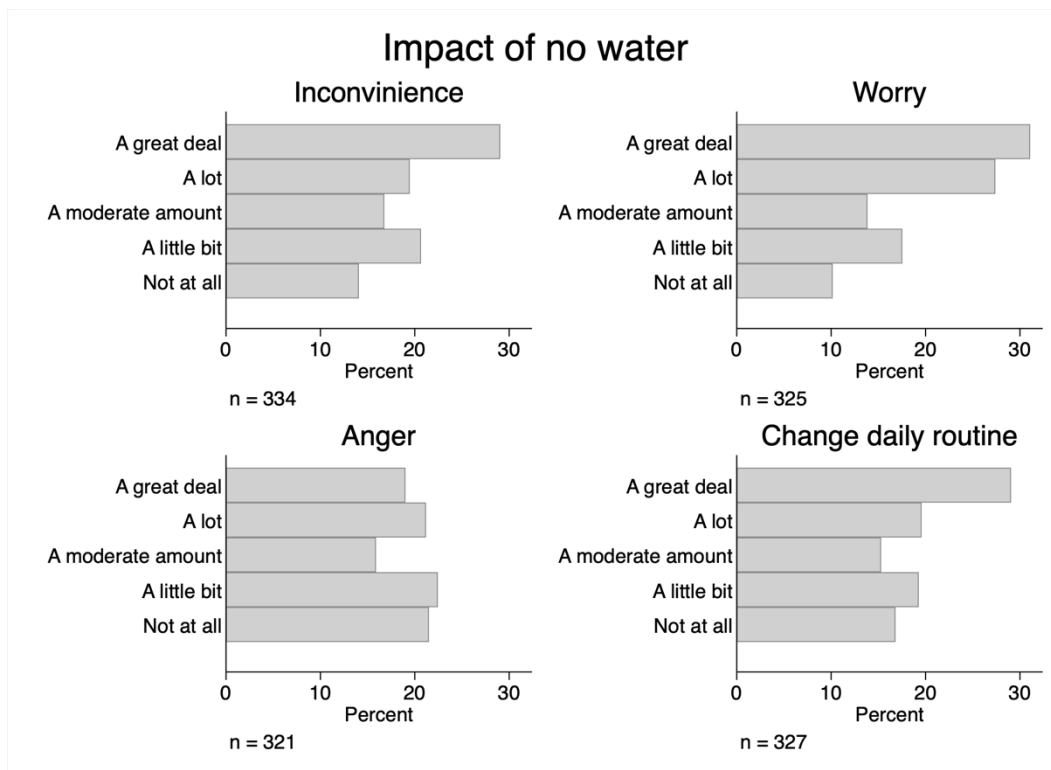 Impact of no water
Inconvinience
A great deal
A lot
A moderate amount
A little bit
Not at all
0 10 20 30
Percent
n = 334
Worry
A great deal
A lot
A moderate amount
A little bit
Not at all
0 10 20 30
Percent
n = 325
Anger
A great deal
A lot
A moderate amount
A little bit
Not at all
0 10 20 30
Percent
n = 321
Change daily routine
A great deal
A lot
A moderate amount
A little bit
Not at all
0 10 20 30
Percent
n = 327